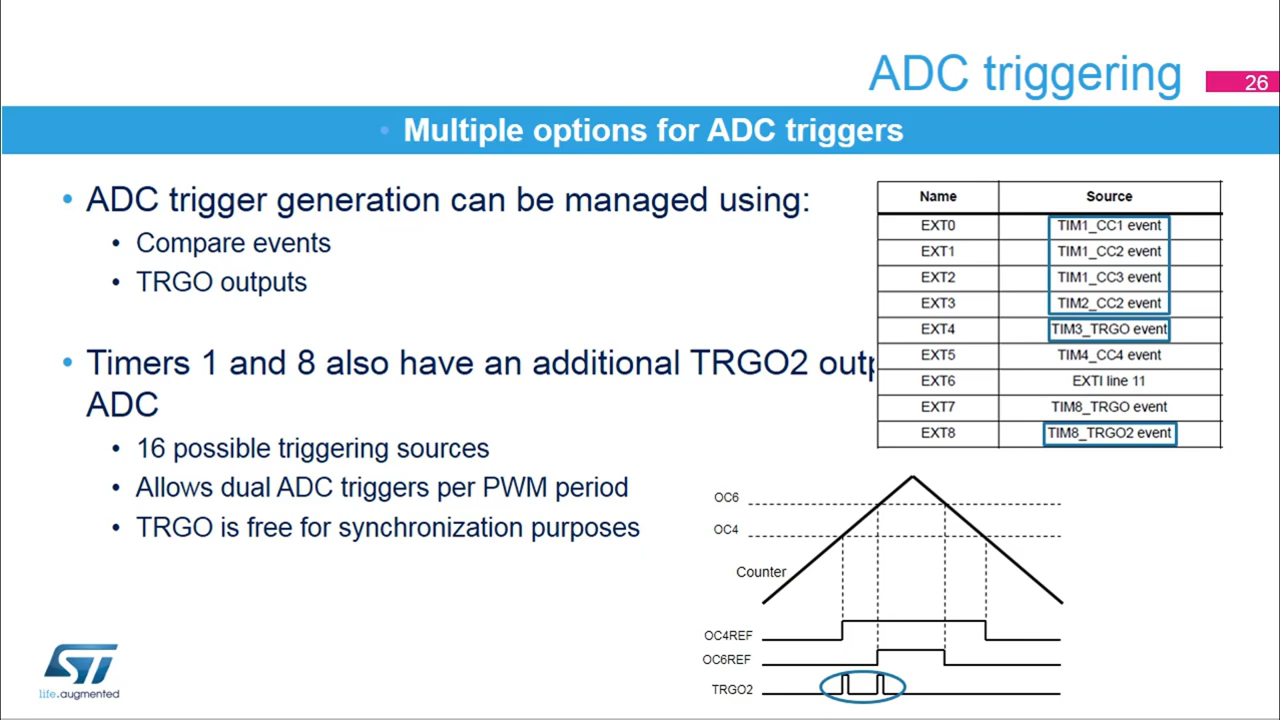 ADC triggering
26
• Multiple options for ADC triggers
• ADC trigger generation can be managed using:
• Compare events
• TRGO outputs
• Timers 1 and 8 also have an additional TRGO2 outp
ADC
• 16 possible triggering sources
• Allows dual ADC triggers per PWM period
• TRGO is free for synchronization purposes
Name Source
EXT0 TIM1_CC1 event
EXT1 TIM1_CC2 event
EXT2 TIM1_CC3 event
EXT3 TIM2_CC2 event
EXT4 TIM3_TRGO event
EXT5 TIM4_CC4 event
EXT6 EXTI line 11
EXT7 TIM8_TRGO event
EXT8 TIM8_TRGO2 event
OC6
OC4
Counter
OC4REF
OC6REF
TRGO2
ST
life.augmented